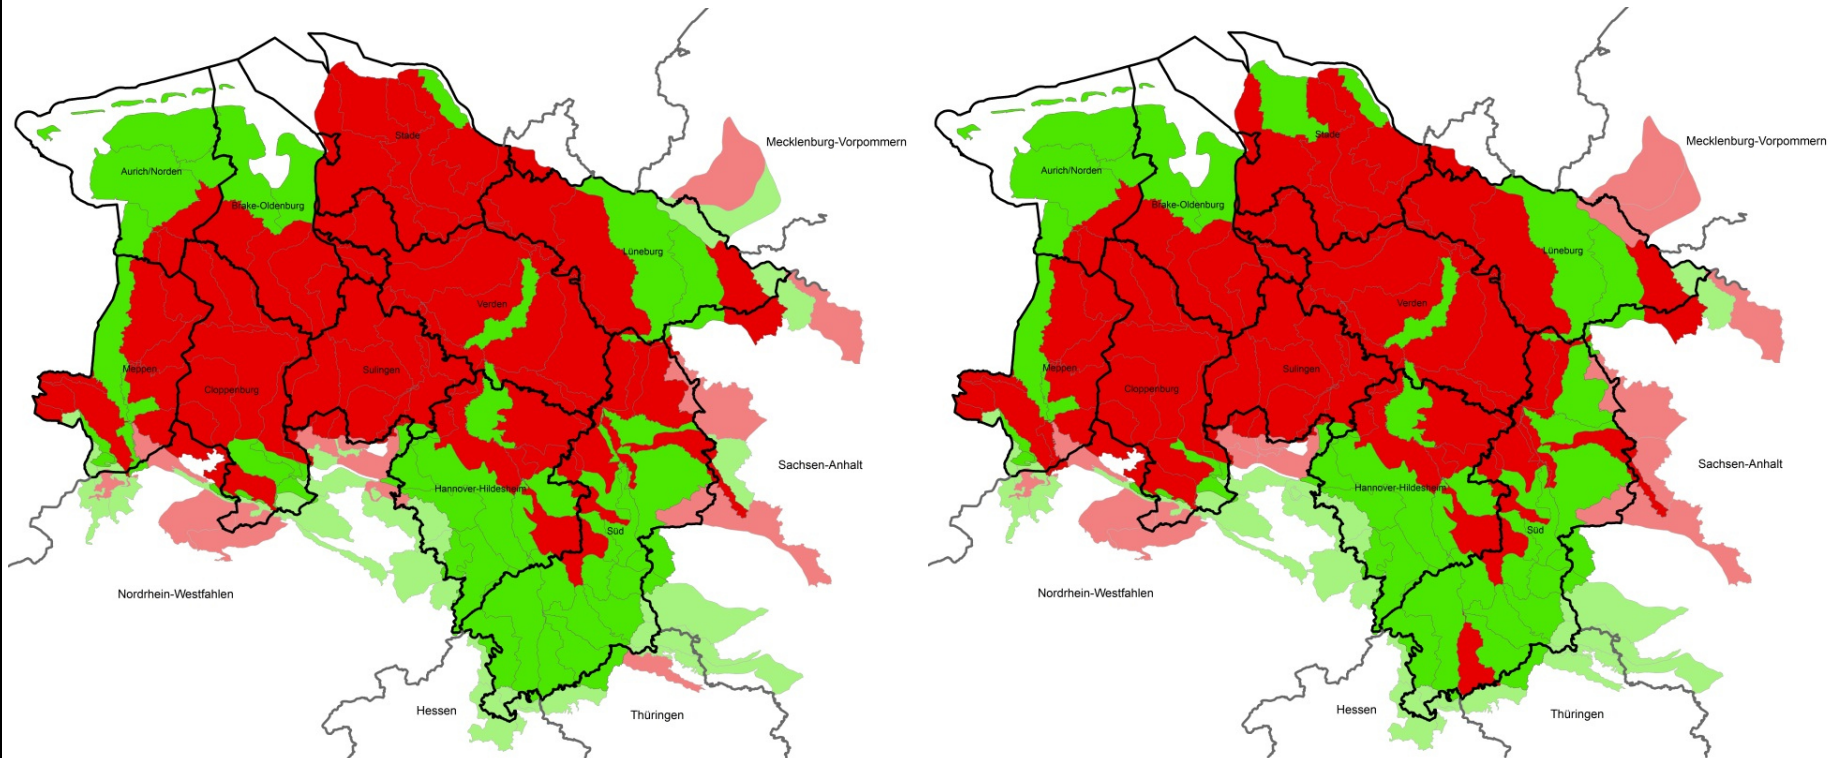 Mecklenburg-Vorpommern
Stade
Aurich/Norden
Brake-Oldenburg
Lüneburg
Verden
Meppen
Cloppenburg
Sulingen
Sachsen-Anhalt
Hannover-Hildesheim
Süd
Nordrhein-Westfahlen
Hessen
Thüringen
Mecklenburg-Vorpommern
Stade
Aurich/Norden
Brake-Oldenburg
Lüneburg
Verden
Meppen
Cloppenburg
Sulingen
Sachsen-Anhalt
Hannover-Hildesheim
Süd
Nordrhein-Westfahlen
Hessen
Thüringen